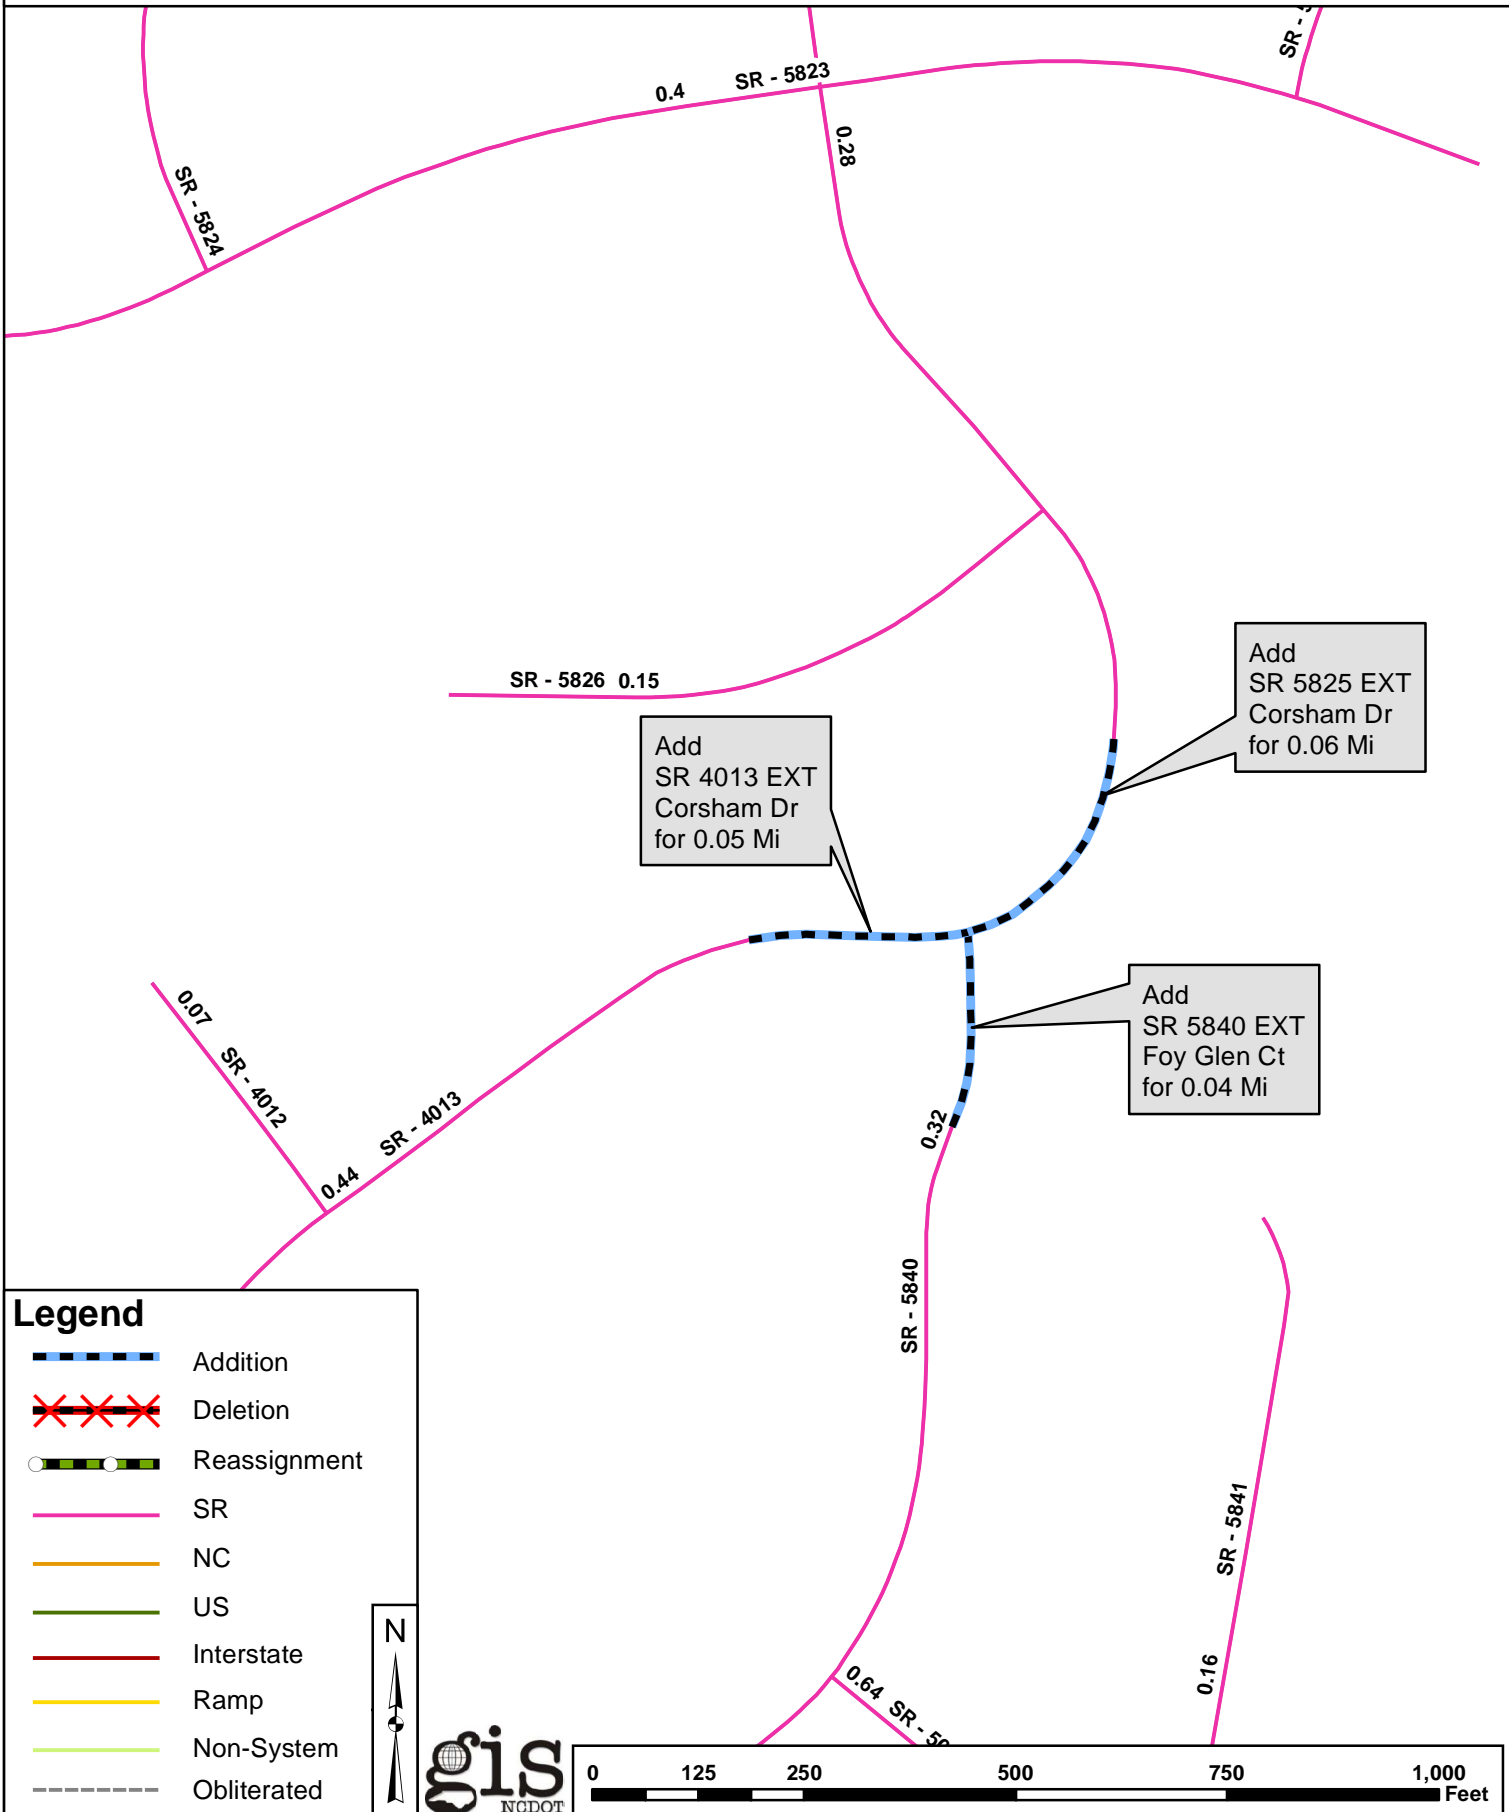 SR -
SR - 5823
0.4
0.28
SR - 5824
SR - 5826 0.15
Add
SR 5825 EXT
Corsham Dr
for 0.06 Mi
Add
SR 4013 EXT
Corsham Dr
for 0.05 Mi
Add
SR 5840 EXT
Foy Glen Ct
for 0.04 Mi
0.07
SR - 4012
SR - 4013
0.44
0.32
SR - 5840
SR - 5841
0.16
0.64 SR - 50
Legend
Addition
Deletion
Reassignment
SR
NC
US
Interstate
Ramp
Non-System
Obliterated
N
gis
NCDOT
0 125 250 500 750 1,000
Feet